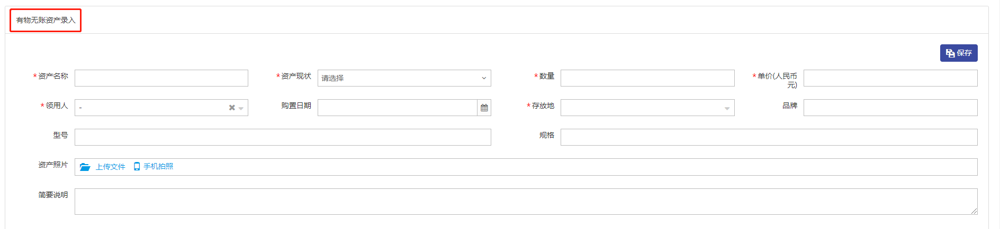 有物无账资产录入
保存
*资产名称
*资产现状
请选择
*数量
*单价(人民币
元)
*领用人
-
购置日期
*存放地
品牌
型号
规格
资产照片
上传文件
手机拍照
简要说明